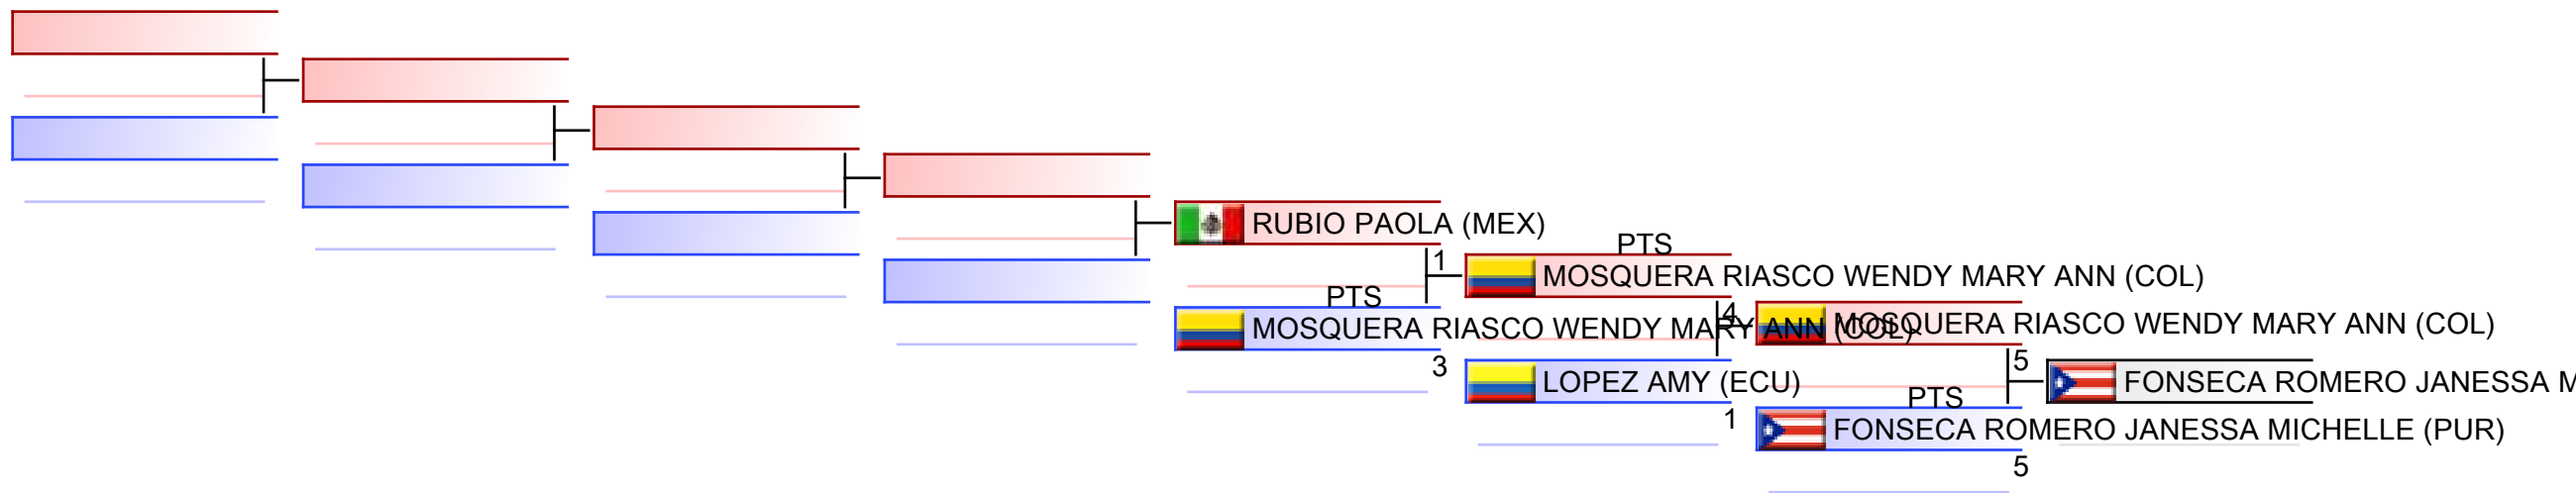 RUBIO PAOLA (MEX)
1
PTS
MOSQUERA RIASCO WENDY MARY ANN (COL)
PTS
MOSQUERA RIASCO WENDY MARY ANN (COL)
3
4
MOSQUERA RIASCO WENDY MARY ANN (COL)
LOPEZ AMY (ECU)
1
5
PTS
FONSECA ROMERO JANESSA M
FONSECA ROMERO JANESSA MICHELLE (PUR)
5